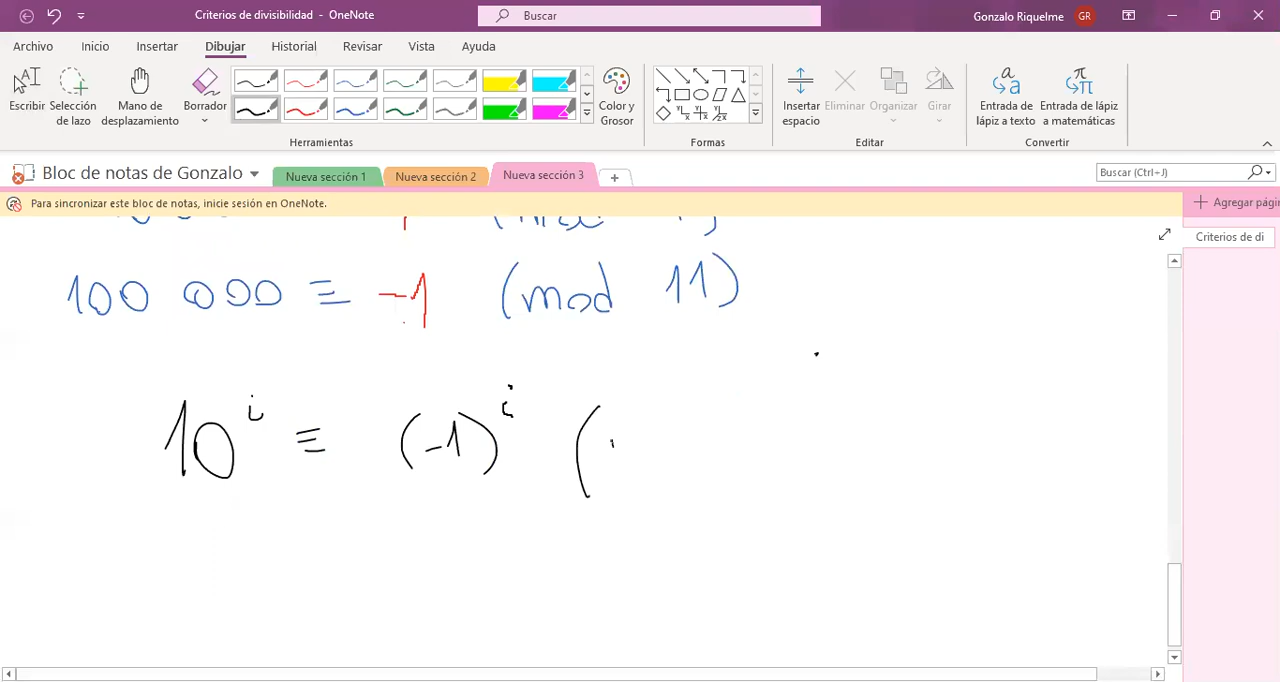 Criterios de divisibilidad - OneNote
Buscar
Gonzalo Riquelme
GR
Archivo Inicio Insertar Dibujar Historial Revisar Vista Ayuda
Escribir
Selección de lazo
Mano de desplazamiento
Borrador
Color y Grosor
Insertar espacio
Eliminar
Organizar
Girar
Entrada de lápiz a texto
Entrada de lápiz a matemáticas
Herramientas
Formas
Editar
Convertir
Bloc de notas de Gonzalo
Nueva sección 1
Nueva sección 2
Nueva sección 3
Buscar (Ctrl+J)
Para sincronizar este bloc de notas, inicie sesión en OneNote.
Agregar págin
Criterios de di
100 000 ≡ -1 (mod 11)
10^i ≡ (-1)^i (